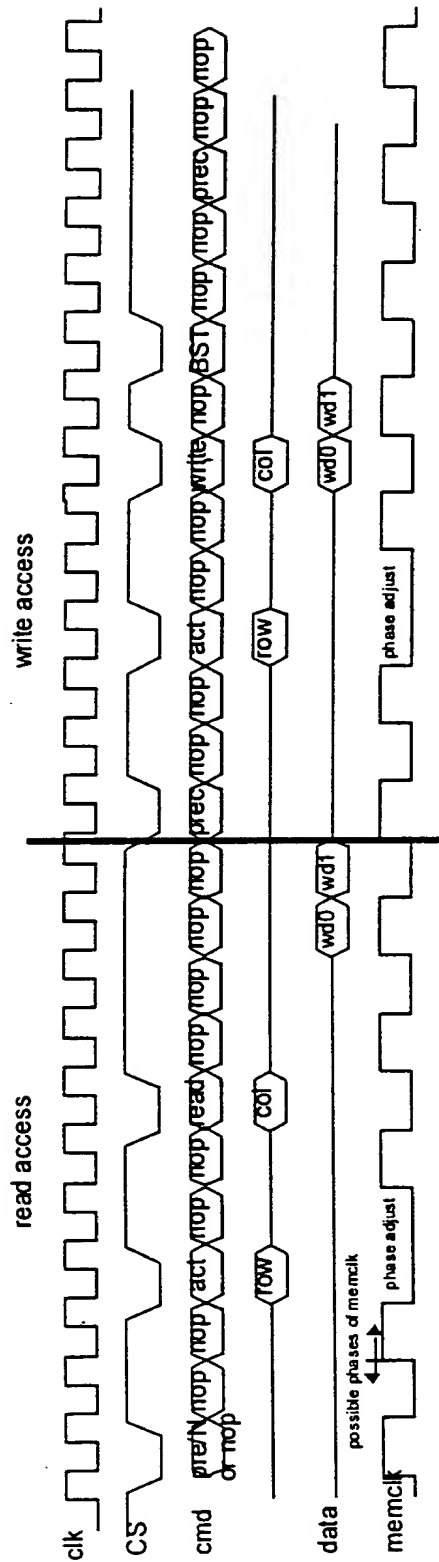 read access write access
clk
CS
cmd pre/N nop nop act nop nop read nop nop nop nop prec nop nop act nop nop write nop BST nop nop prec nop nop
or nop
row col row col
data wd0 wd1 wd0 wd1
possible phases of memclk
memclk phase adjust phase adjust